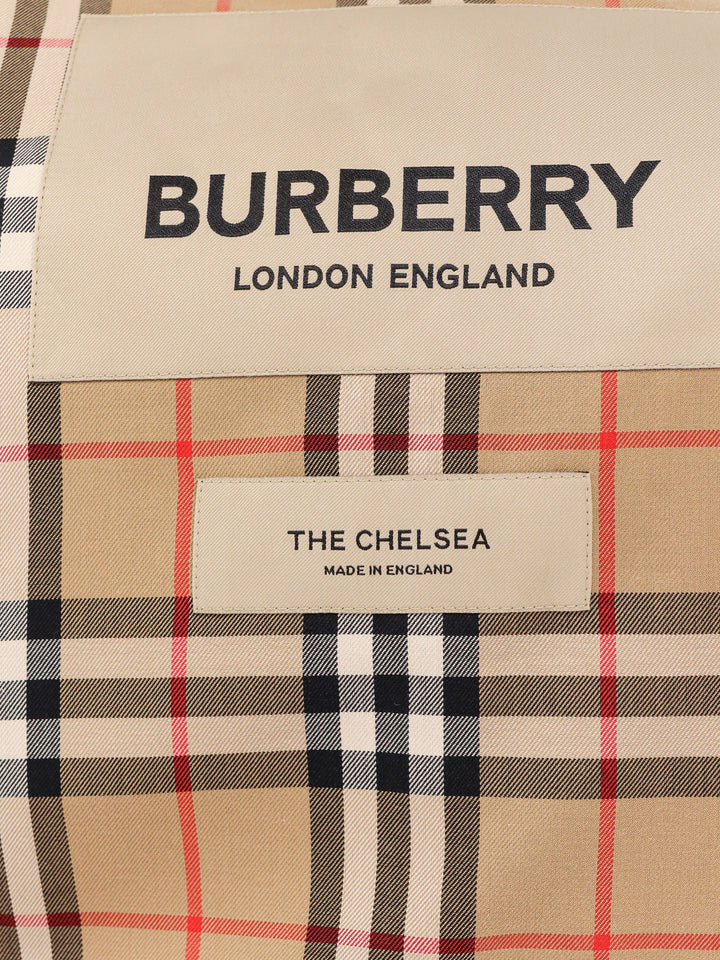 BURBERRY
LONDON ENGLAND
THE CHELSEA
MADE IN ENGLAND